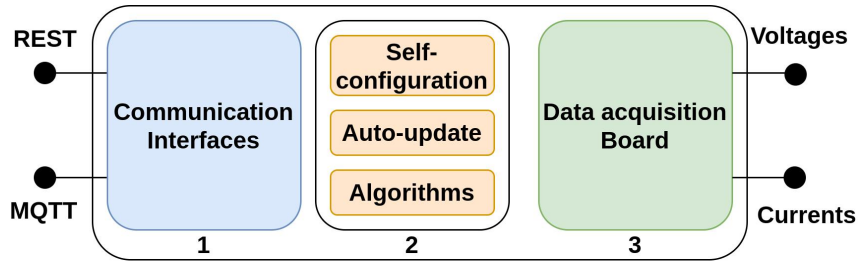 REST
MQTT
Communication
Interfaces
1
Self-
configuration
Auto-update
Algorithms
2
Data acquisition
Board
3
Voltages
Currents